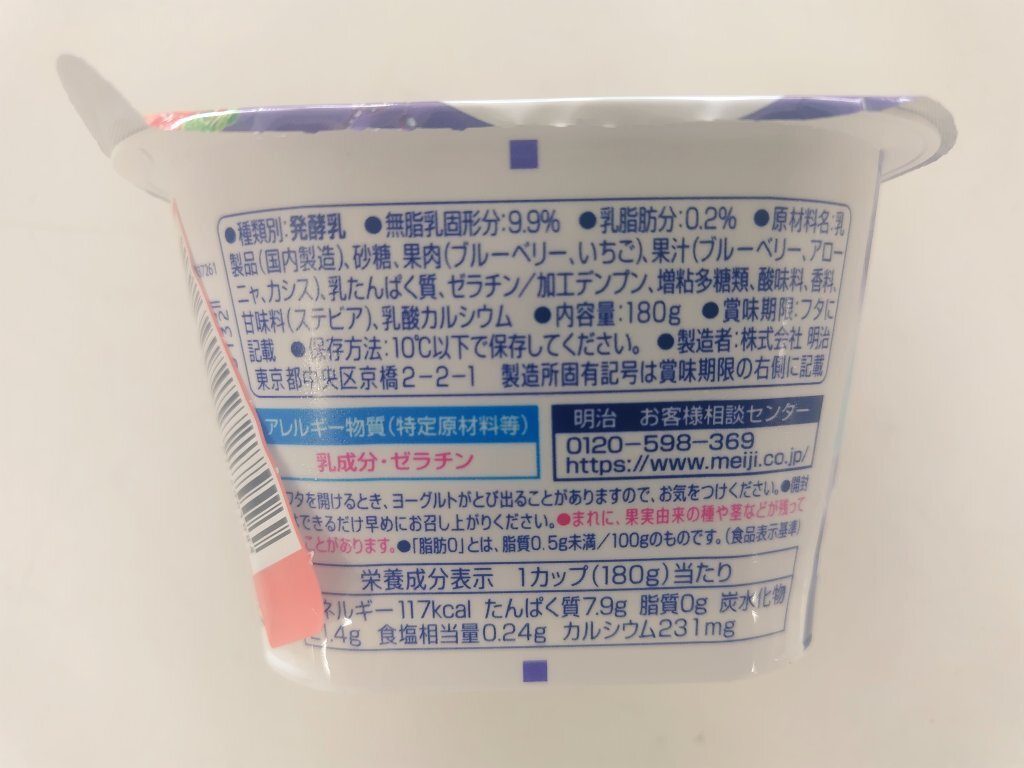 ●種類別:発酵乳 ●無脂乳固形分:9.9% ●乳脂肪分:0.2% ●原材料名:乳
製品(国内製造)、砂糖、果肉(ブルーベリー、いちご)、果汁(ブルーベリー、アロー
ニャ、カシス)、乳たんぱく質、ゼラチン/加工デンプン、増粘多糖類、酸味料、香料、
甘味料(ステビア)、乳酸カルシウム ●内容量:180g ●賞味期限:フタに
記載 ●保存方法:10℃以下で保存してください。 ●製造者:株式会社 明治
東京都中央区京橋2-2-1 製造所固有記号は賞味期限の右側に記載
アレルギー物質(特定原材料等)
乳成分・ゼラチン
明治 お客様相談センター
0120-598-369
https://www.meiji.co.jp/
フタを開けるとき、ヨーグルトがとび出ることがありますので、お気をつけください。●開封
できるだけ早めにお召し上がりください。●まれに、果実由来の種や茎などが残って
ことがあります。●「脂肪0」とは、脂質0.5g未満/100gのものです。(食品表示基準)
栄養成分表示 1カップ(180g)当たり
ネルギー117kcal たんぱく質7.9g 脂質0g 炭水化物
.4g 食塩相当量0.24g カルシウム231mg